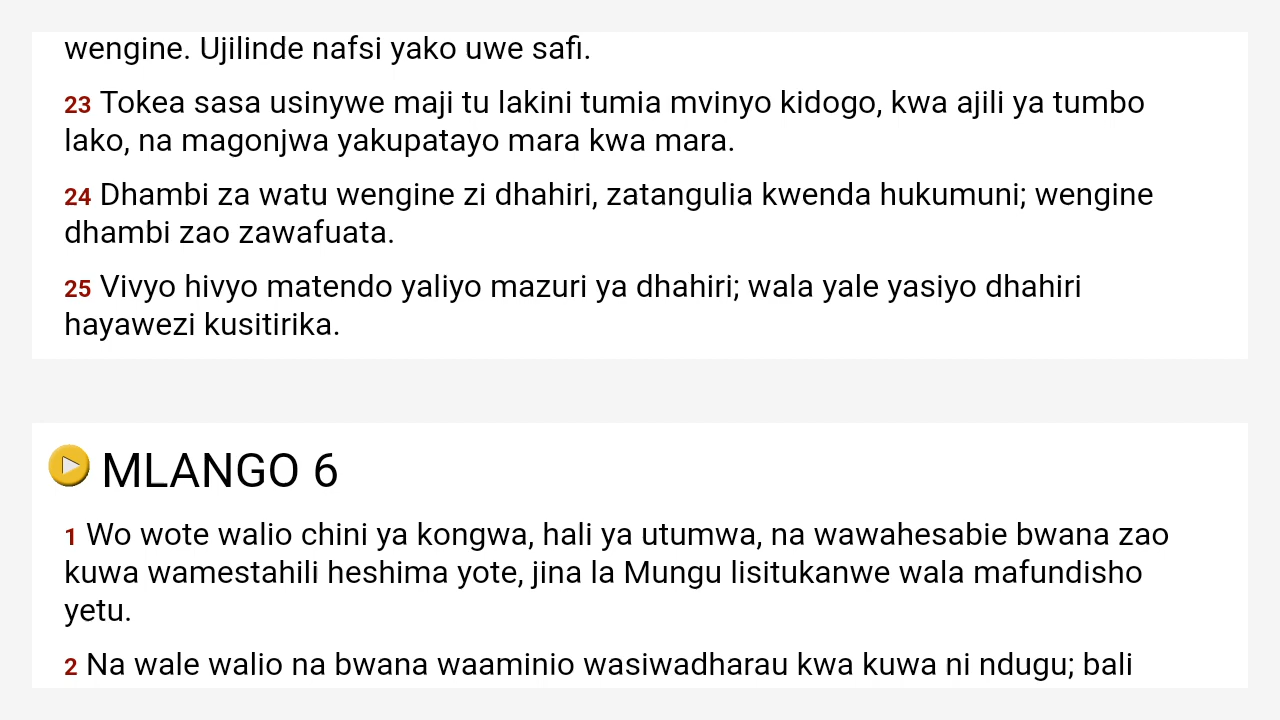 wengine. Ujilinde nafsi yako uwe safi.
23 Tokea sasa usinywe maji tu lakini tumia mvinyo kidogo, kwa ajili ya tumbo
lako, na magonjwa yakupatayo mara kwa mara.
24 Dhambi za watu wengine zi dhahiri, zatangulia kwenda hukumuni; wengine
dhambi zao zawafuata.
25 Vivyo hivyo matendo yaliyo mazuri ya dhahiri; wala yale yasiyo dhahiri
hayawezi kusitirika.
MLANGO 6
1 Wo wote walio chini ya kongwa, hali ya utumwa, na wawahesabie bwana zao
kuwa wamestahili heshima yote, jina la Mungu lisitukanwe wala mafundisho
yetu.
2 Na wale walio na bwana waaminio wasiwadharau kwa kuwa ni ndugu; bali